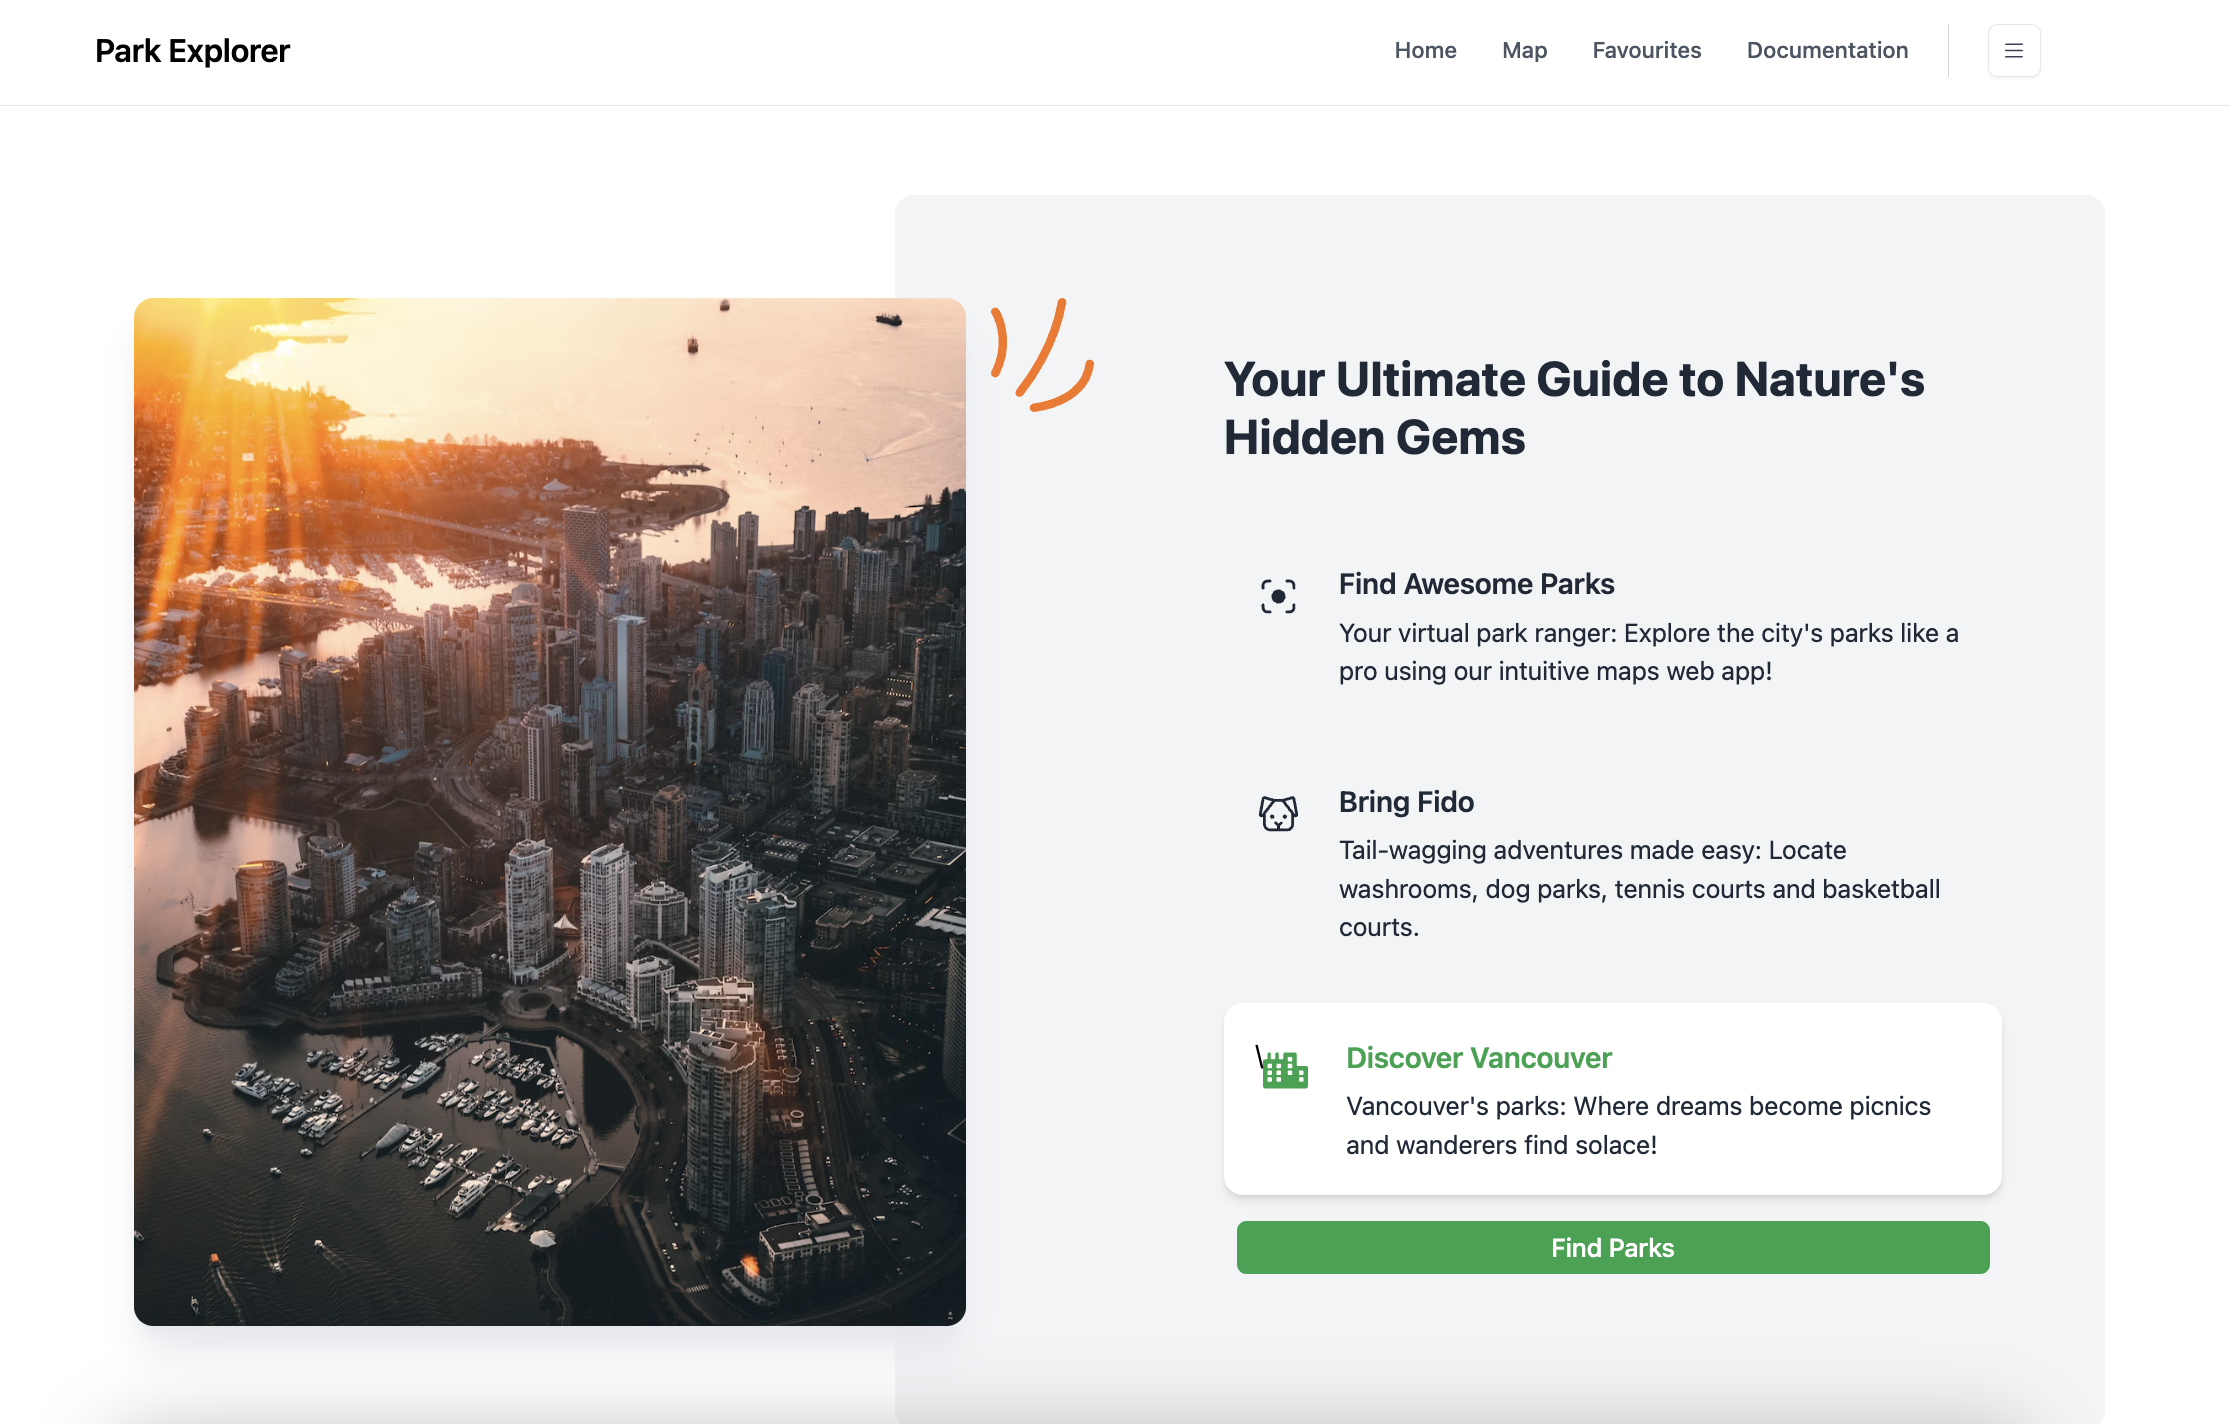 Park Explorer
Home Map Favourites Documentation
Your Ultimate Guide to Nature's
Hidden Gems
Find Awesome Parks
Your virtual park ranger: Explore the city's parks like a
pro using our intuitive maps web app!
Bring Fido
Tail-wagging adventures made easy: Locate
washrooms, dog parks, tennis courts and basketball
courts.
\
Discover Vancouver
Vancouver's parks: Where dreams become picnics
and wanderers find solace!
Find Parks